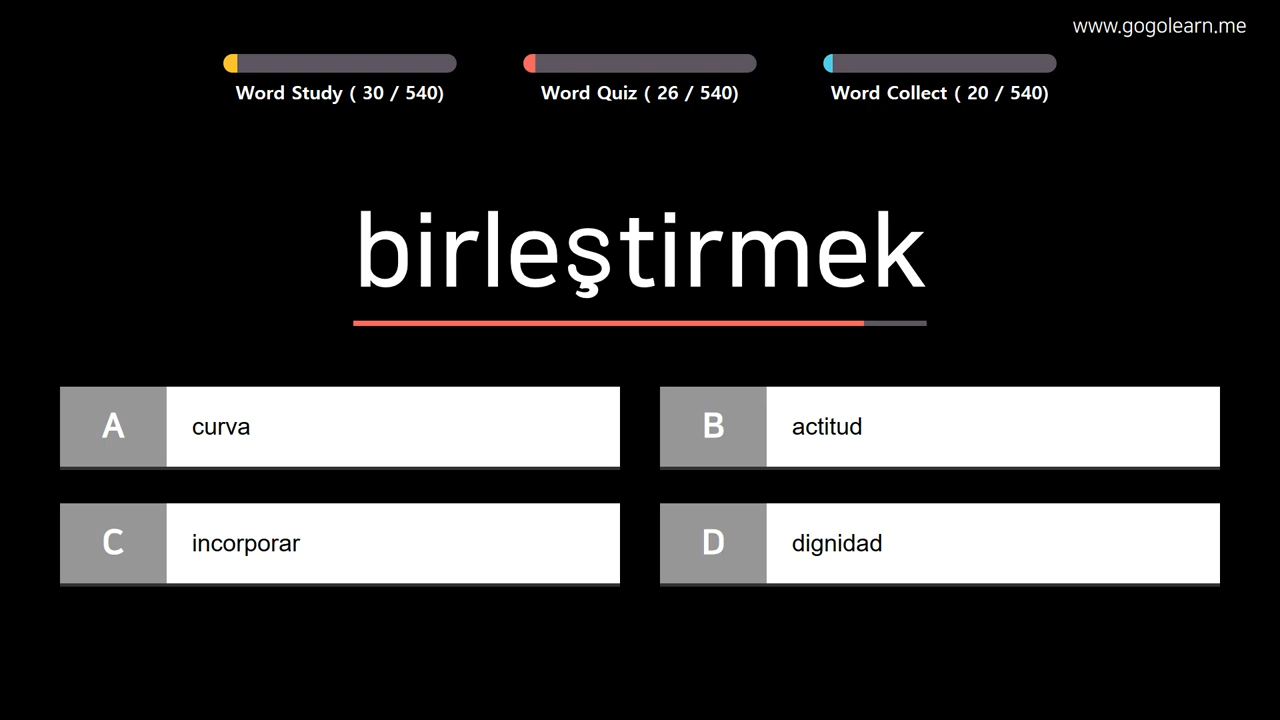 www.gogolearn.me
Word Study ( 30 / 540)
Word Quiz ( 26 / 540)
Word Collect ( 20 / 540)
birleştirmek
A curva
B actitud
C incorporar
D dignidad